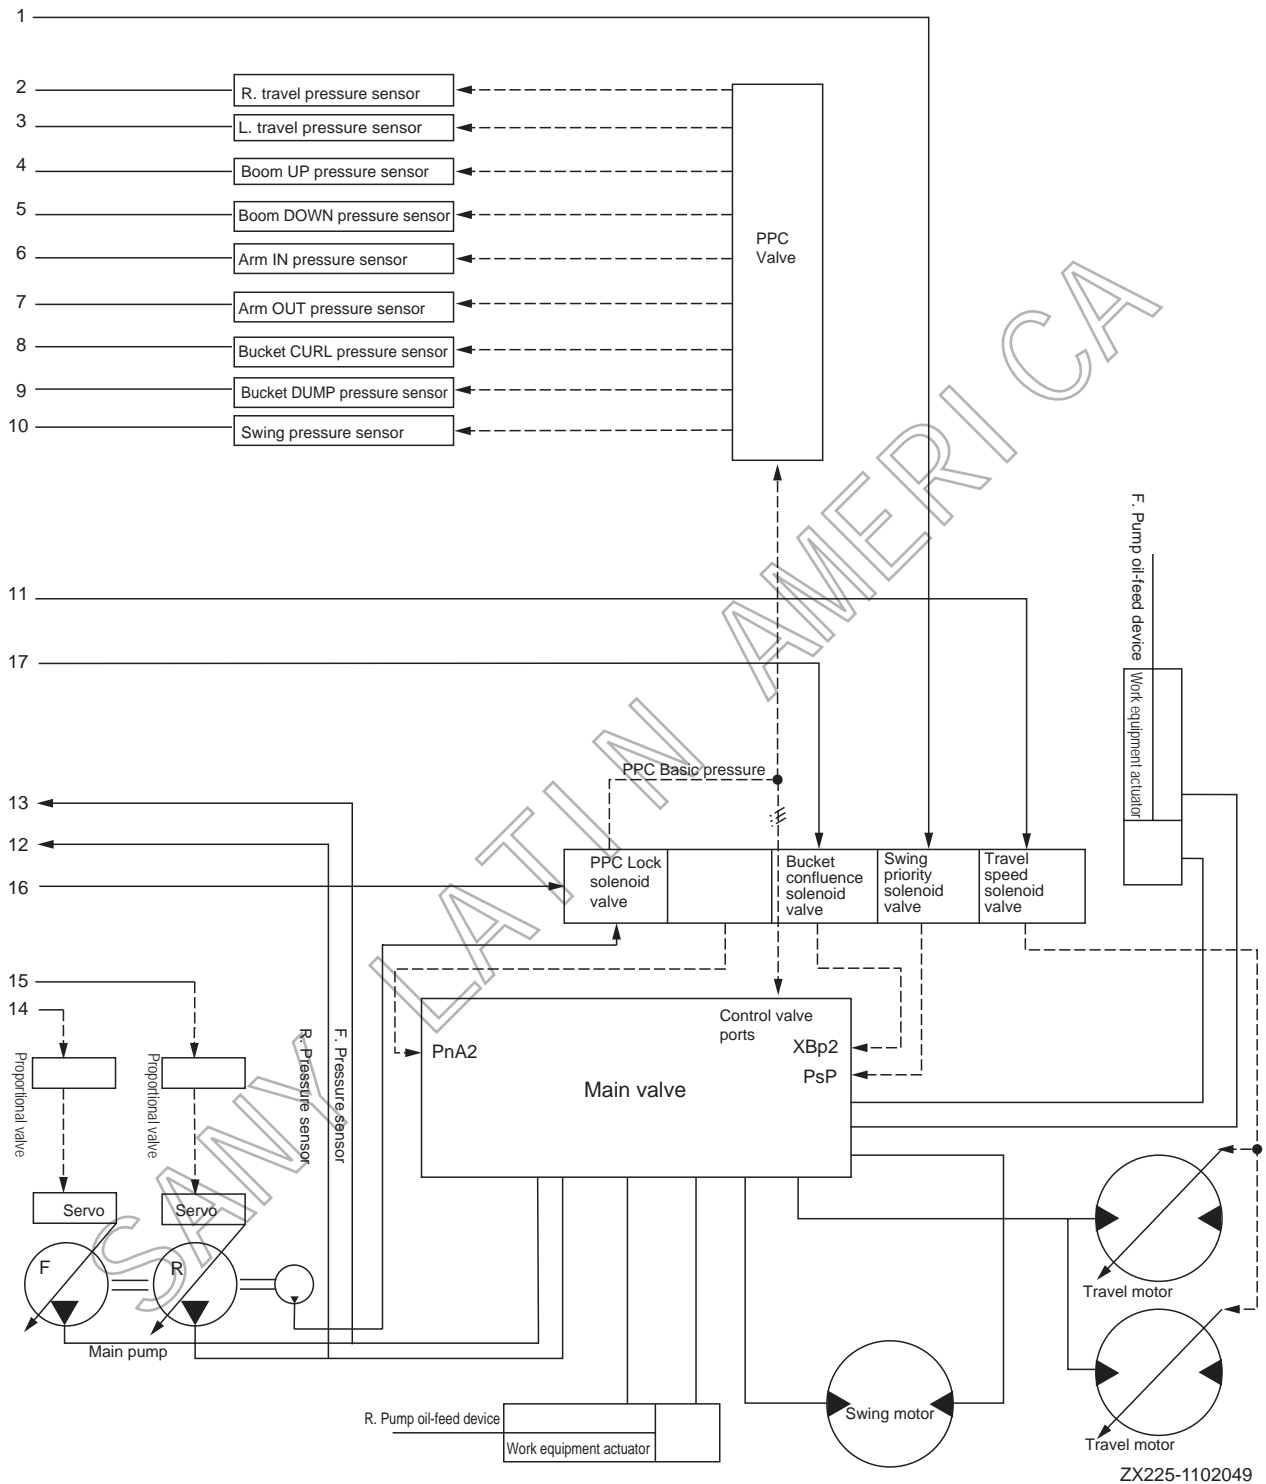 1
2
R. travel pressure sensor
3
L. travel pressure sensor
4
Boom UP pressure sensor
5
Boom DOWN pressure sensor
6
Arm IN pressure sensor
7
Arm OUT pressure sensor
8
Bucket CURL pressure sensor
9
Bucket DUMP pressure sensor
10
Swing pressure sensor
PPC
Valve
F. Pump oil-feed device
Work equipment actuator
11
17
PPC Basic pressure
13
12
16
PPC Lock
solenoid
valve
Bucket
confluence
solenoid
valve
Swing
priority
solenoid
valve
Travel
speed
solenoid
valve
15
14
Proportional valve
Proportional valve
R. Pressure sensor
F. Pressure sensor
Control valve
ports
PnA2
XBp2
PsP
Main valve
Servo
Servo
F
R
Main pump
Travel motor
Travel motor
Swing motor
R. Pump oil-feed device
Work equipment actuator
SANY LATIN AMERICA
ZX225-1102049